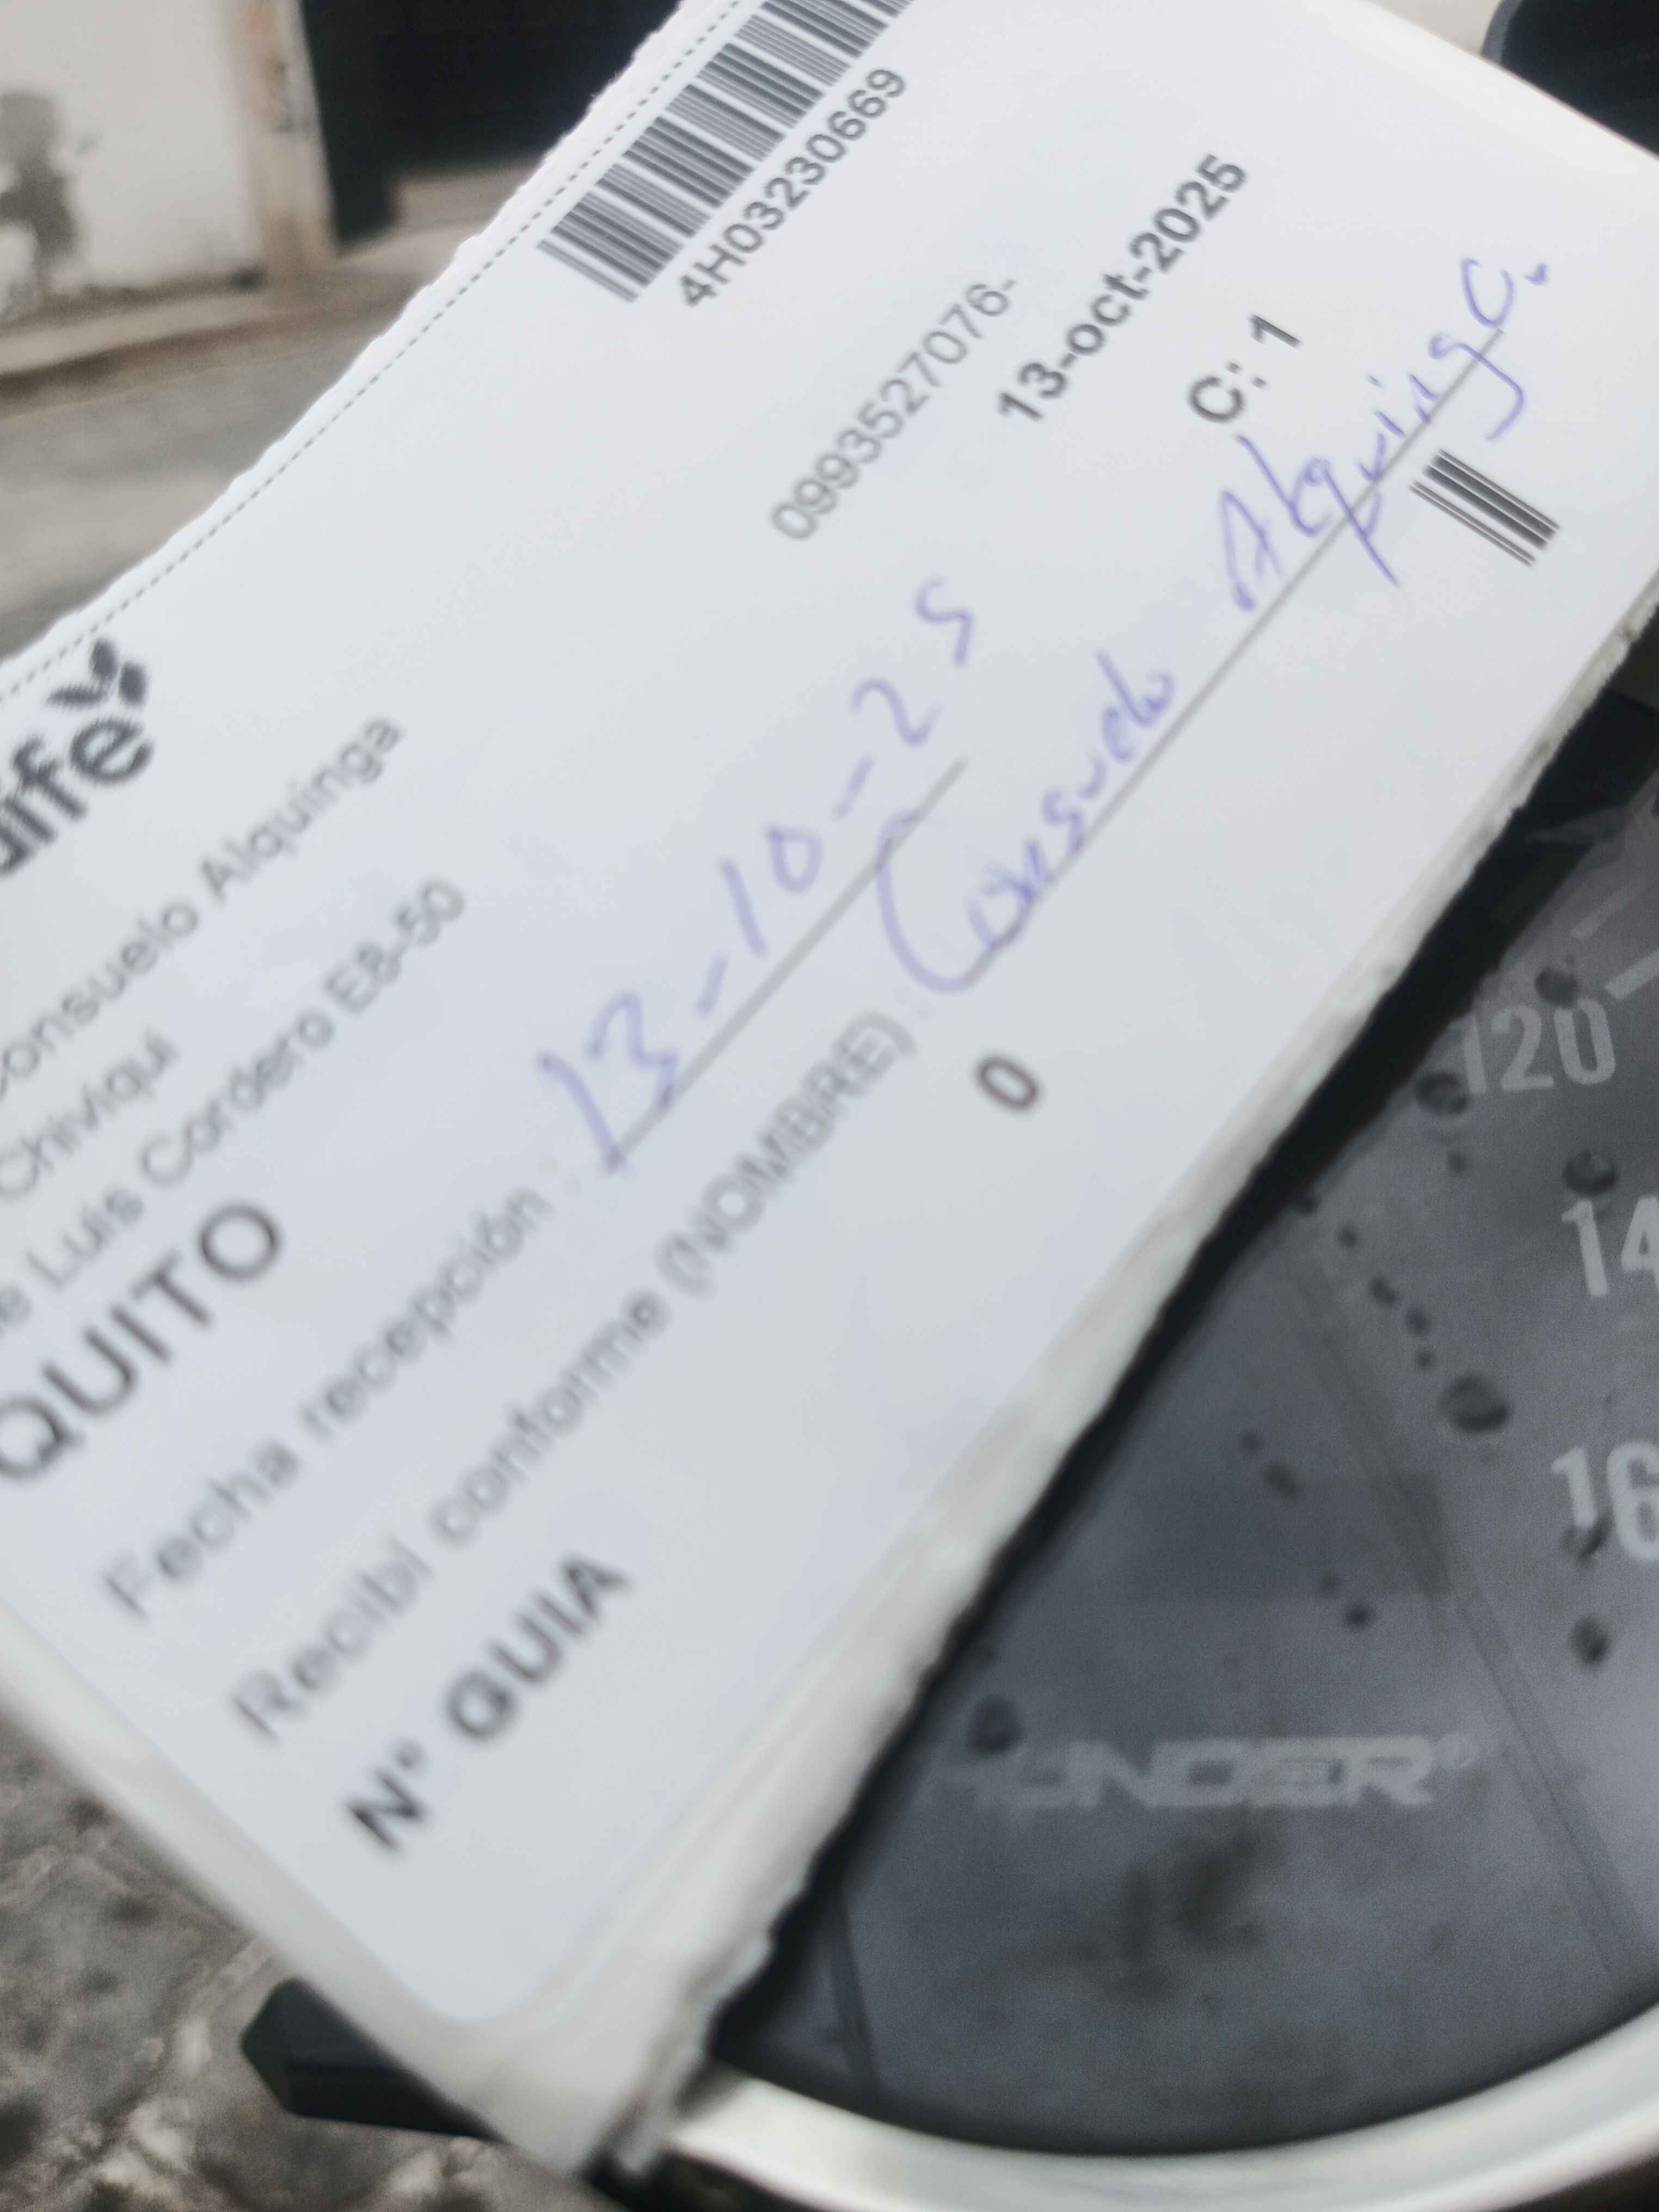 4H03230669
life
Consuelo Alquinga
0993527076-
Chiviqui
13-oct-2025
Luis Cordero E8-50
C: 1
QUITO
Fecha recepción : 13-10-25
Recibí conforme (NOMBRE) : Consuelo Alquinga C.
N° GUIA 0
120
14
16
HUNDER®